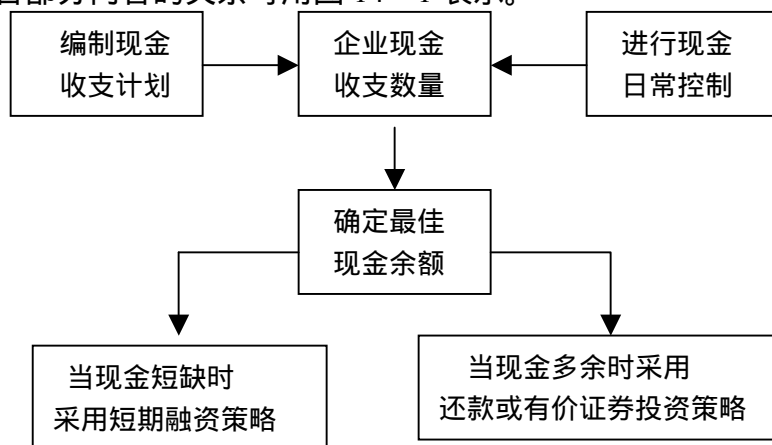 编制现金
收支计划
企业现金
收支数量
进行现金
日常控制
确定最佳
现金余额
当现金短缺时
采用短期融资策略
当现金多余时采用
还款或有价证券投资策略